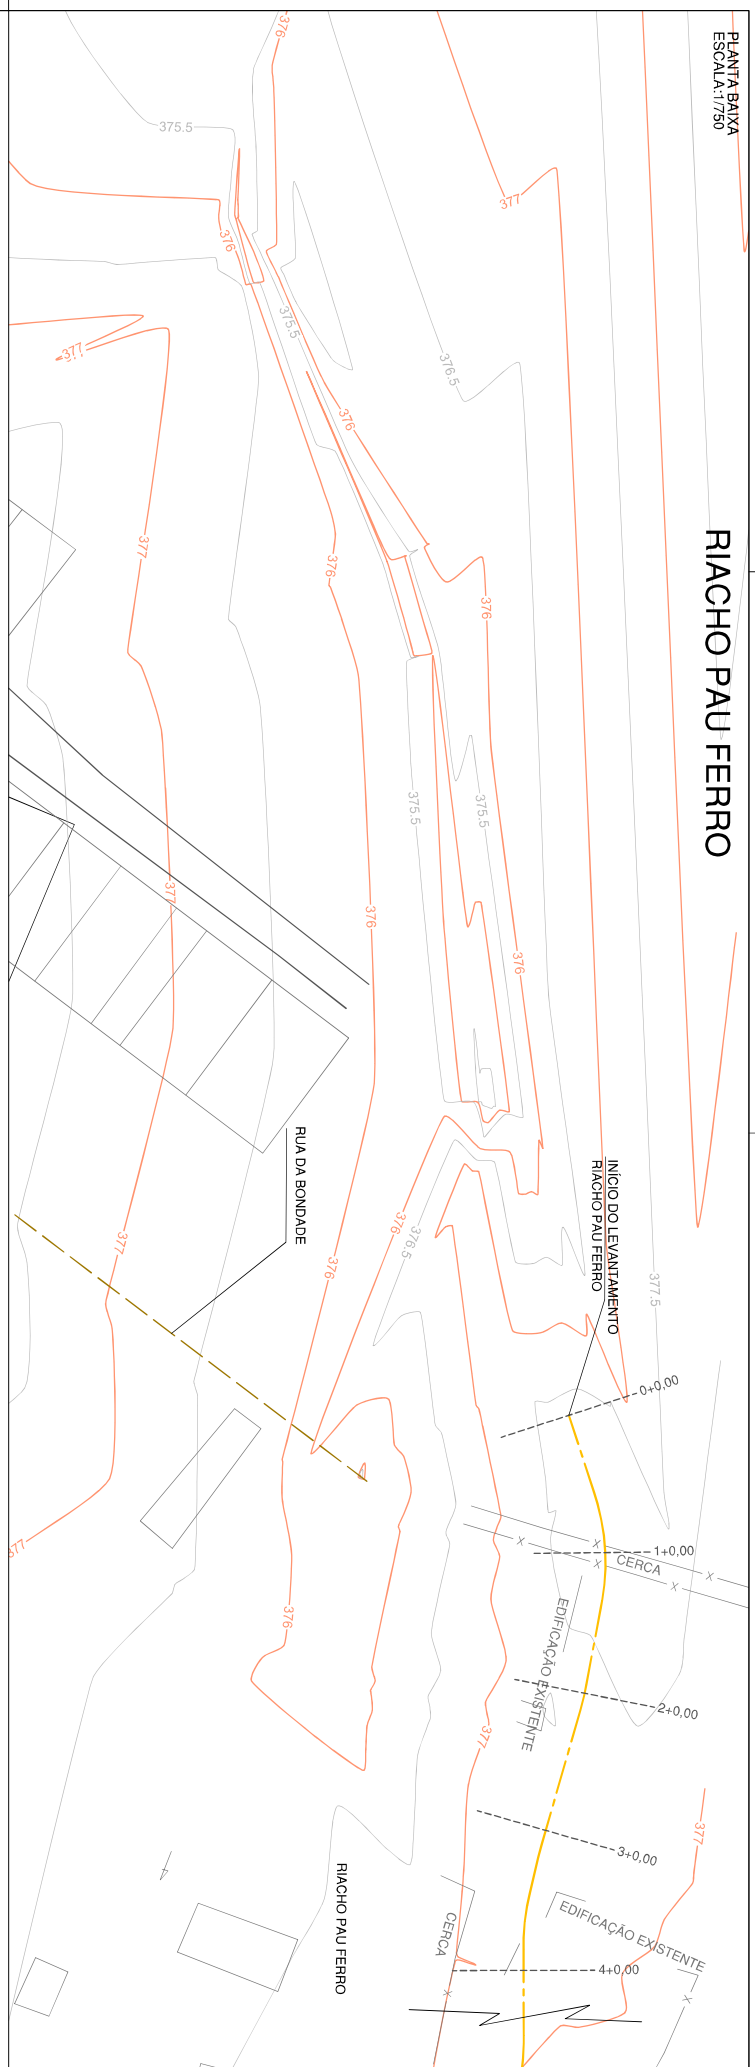 PLANTA BAIXA
ESCALA:1/750
RIACHO PAU FERRO
376
375.5
377
376
375.5
377
376.5
376
377
376
376
375.5
375.5
377
376
376
RUA DA BONDADE
INÍCIO DO LEVANTAMENTO
RIACHO PAU FERRO
376
376.5
377
376
377.5
0+0,00
377
1+0,00
CERCA
376
EDIFICAÇÃO EXISTENTE
2+0,00
377
377
3+0,00
RIACHO PAU FERRO
CERCA
EDIFICAÇÃO EXISTENTE
4+0,00